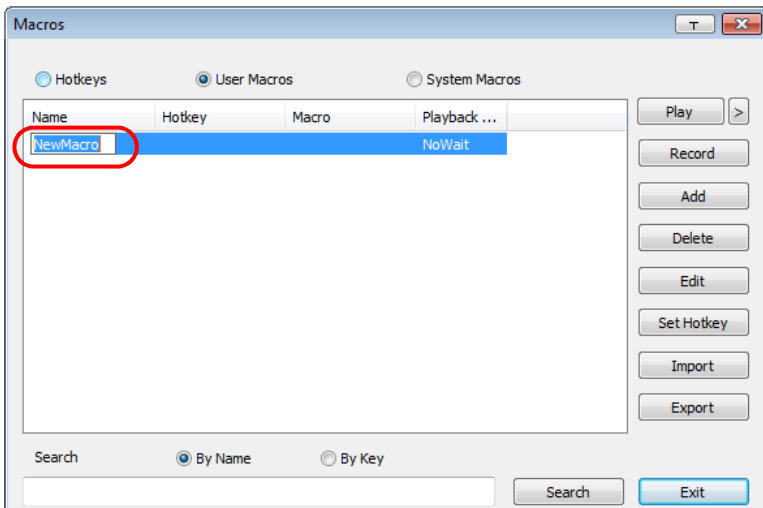 Macros
Hotkeys User Macros System Macros
Name Hotkey Macro Playback ... Play >
NewMacro NoWait
Record
Add
Delete
Edit
Set Hotkey
Import
Export
Search By Name By Key
Search Exit